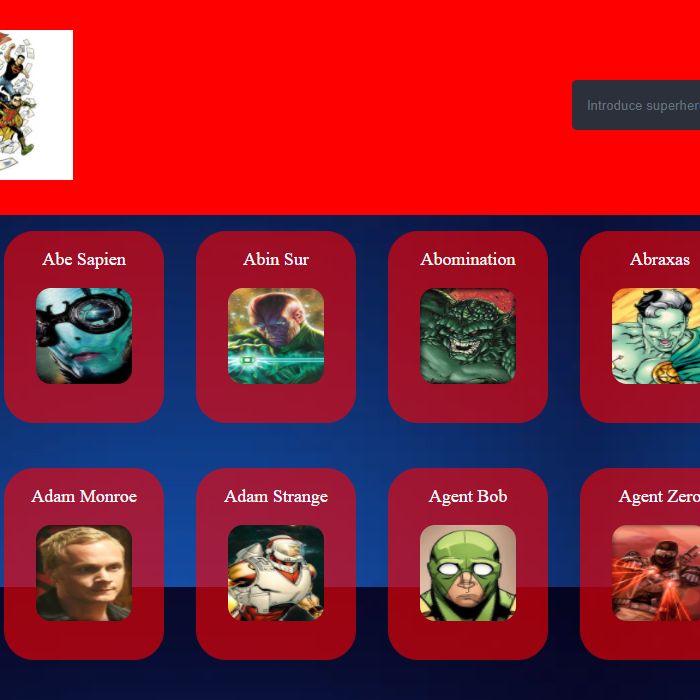 Introduce superher
Abe Sapien
Abin Sur
Abomination
Abraxas
Adam Monroe
Adam Strange
Agent Bob
Agent Zero